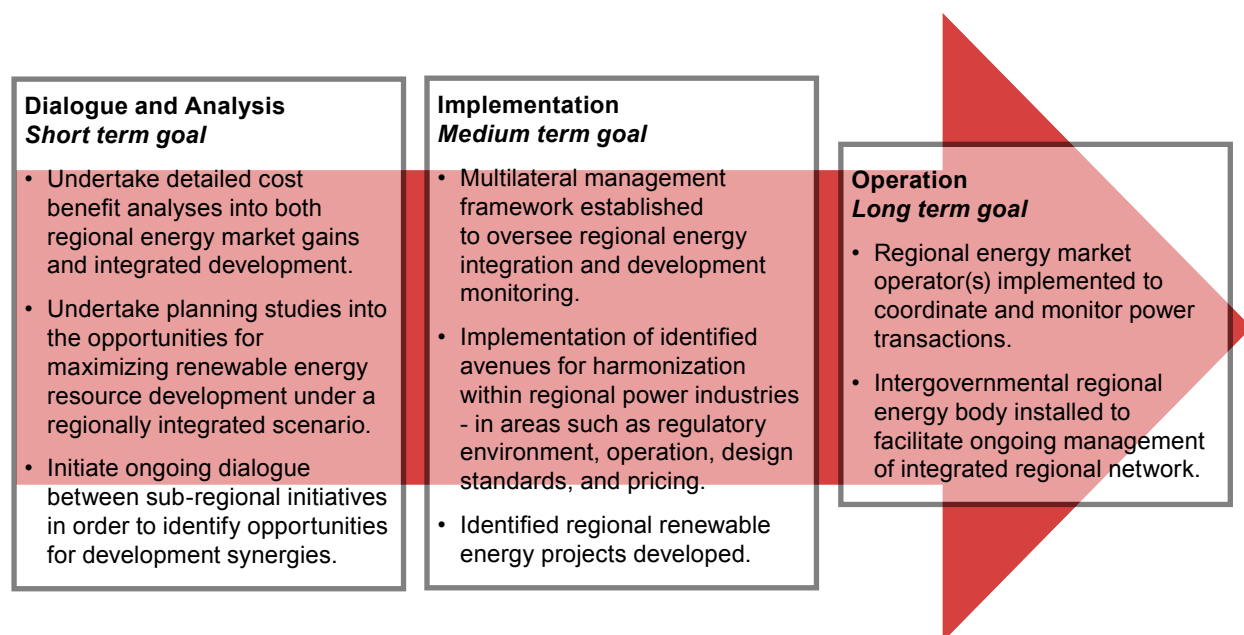 Dialogue and Analysis
Short term goal
• Undertake detailed cost
benefit analyses into both
regional energy market gains
and integrated development.
• Undertake planning studies into
the opportunities for
maximizing renewable energy
resource development under a
regionally integrated scenario.
• Initiate ongoing dialogue
between sub-regional initiatives
in order to identify opportunities
for development synergies.
Implementation
Medium term goal
• Multilateral management
framework established
to oversee regional energy
integration and development
monitoring.
• Implementation of identified
avenues for harmonization
within regional power industries
- in areas such as regulatory
environment, operation, design
standards, and pricing.
• Identified regional renewable
energy projects developed.
Operation
Long term goal
• Regional energy market
operator(s) implemented to
coordinate and monitor power
transactions.
• Intergovernmental regional
energy body installed to
facilitate ongoing management
of integrated regional network.